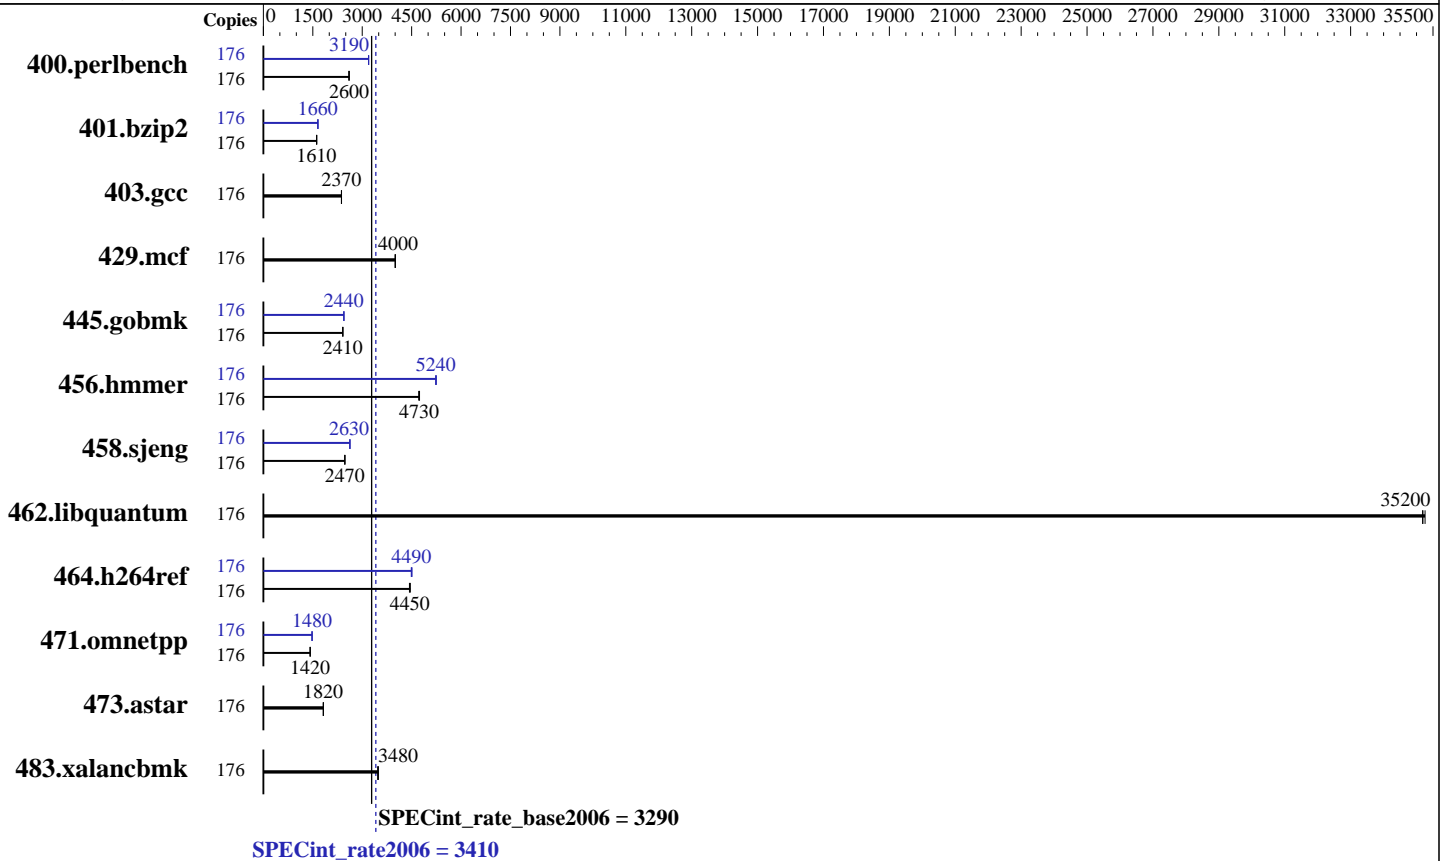 Copies 0 1500 3000 4500 6000 7500 9000 11000 13000 15000 17000 19000 21000 23000 25000 27000 29000 31000 33000 35500
400.perlbench 176 3190
176 2600
401.bzip2 176 1660
176 1610
403.gcc 176 2370
429.mcf 176 4000
445.gobmk 176 2440
176 2410
456.hmmer 176 5240
176 4730
458.sjeng 176 2630
176 2470
462.libquantum 176 35200
464.h264ref 176 4490
176 4450
471.omnetpp 176 1480
176 1420
473.astar 176 1820
483.xalancbmk 176 3480
SPECint_rate_base2006 = 3290
SPECint_rate2006 = 3410